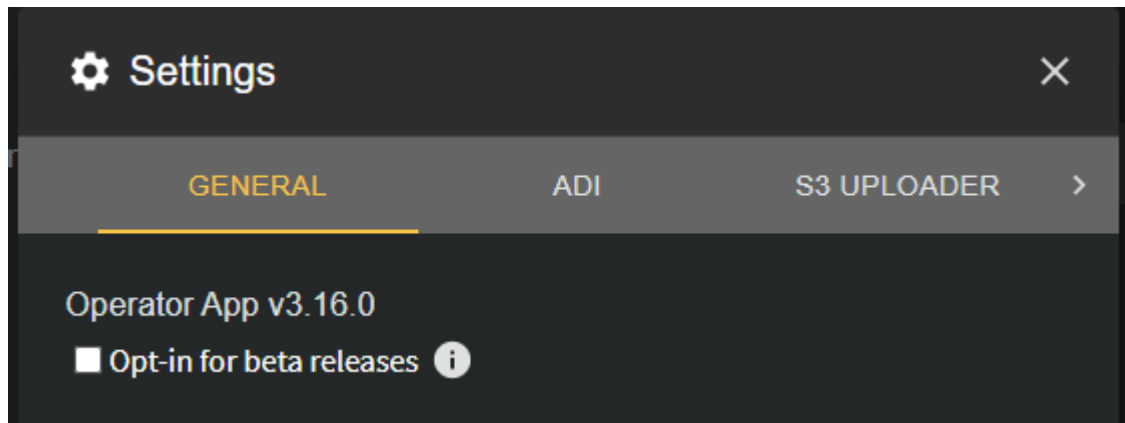 Settings
GENERAL ADI S3 UPLOADER
Operator App v3.16.0
Opt-in for beta releases